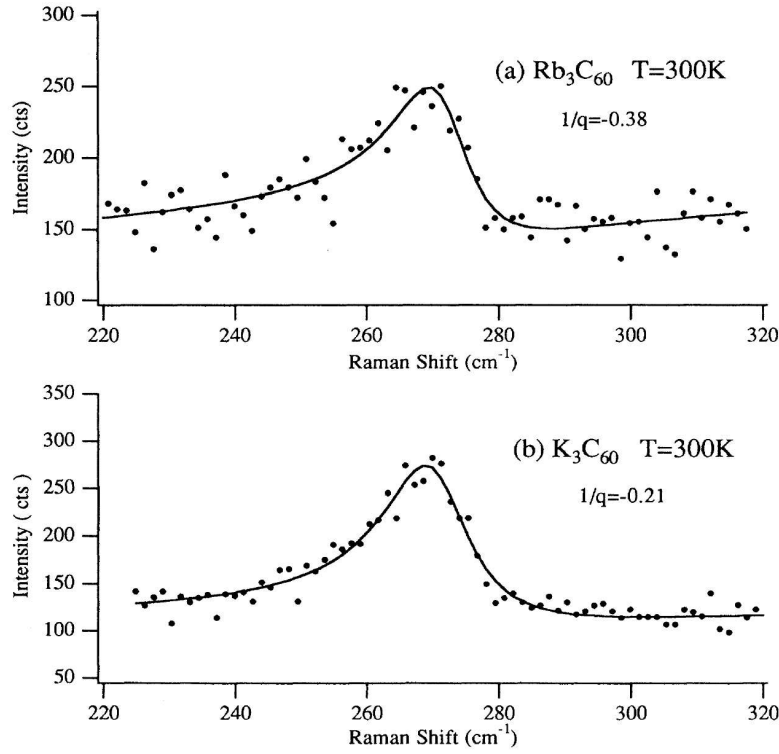 300
250
200
150
100
Intensity (cts)
(a) Rb₃C₆₀ T=300K
1/q=-0.38
220 240 260 280 300 320
Raman Shift (cm⁻¹)
350
300
250
200
150
100
50
Intensity ( cts )
(b) K₃C₆₀ T=300K
1/q=-0.21
220 240 260 280 300 320
Raman Shift (cm⁻¹)